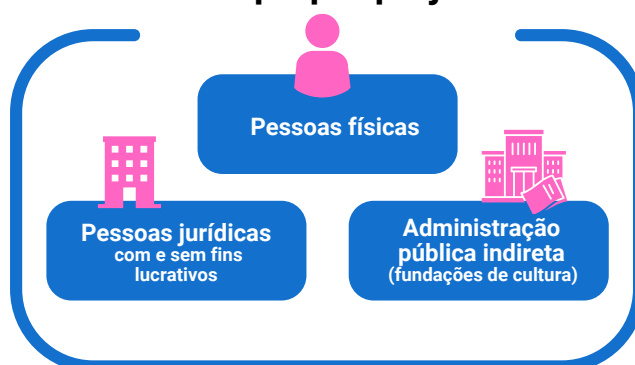 Pessoas físicas
Pessoas jurídicas
com e sem fins
lucrativos
Administração
pública indireta
(fundações de cultura)